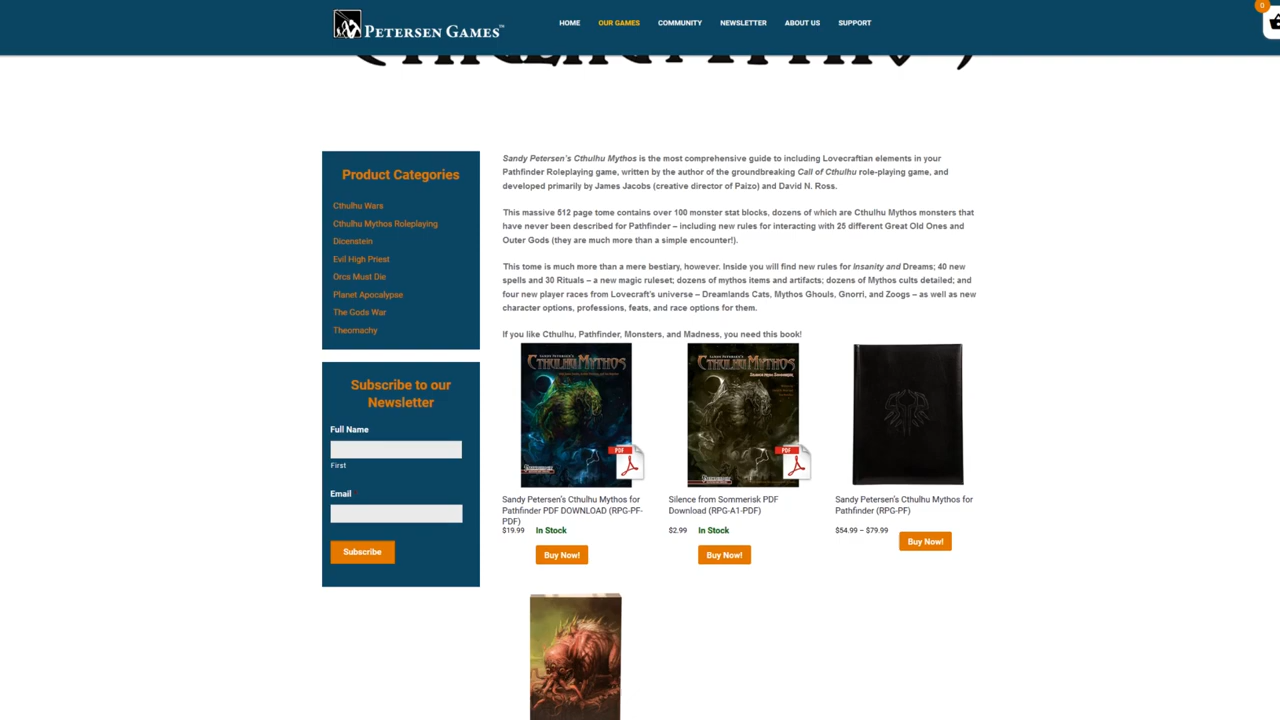 PETERSEN GAMES™
HOME
OUR GAMES
COMMUNITY
NEWSLETTER
ABOUT US
SUPPORT
0
Product Categories
Cthulhu Wars
Cthulhu Mythos Roleplaying
Dicenstein
Evil High Priest
Orcs Must Die
Planet Apocalypse
The Gods War
Theomachy
Subscribe to our
Newsletter
Full Name
First
Email
Subscribe
Sandy Petersen's Cthulhu Mythos is the most comprehensive guide to including Lovecraftian elements in your
Pathfinder Roleplaying game, written by the author of the groundbreaking Call of Cthulhu role-playing game, and
developed primarily by James Jacobs (creative director of Paizo) and David N. Ross.
This massive 512 page tome contains over 100 monster stat blocks, dozens of which are Cthulhu Mythos monsters that
have never been described for Pathfinder – including new rules for interacting with 25 different Great Old Ones and
Outer Gods (they are much more than a simple encounter!).
This tome is much more than a mere bestiary, however. Inside you will find new rules for Insanity and Dreams; 40 new
spells and 30 Rituals – a new magic ruleset; dozens of mythos items and artifacts; dozens of Mythos cults detailed; and
four new player races from Lovecraft's universe – Dreamlands Cats, Mythos Ghouls, Gnorri, and Zoogs – as well as new
character options, professions, feats, and race options for them.
If you like Cthulhu, Pathfinder, Monsters, and Madness, you need this book!
CTHULHU MYTHOS
PDF
CTHULHU MYTHOS
PDF
Sandy Petersen's Cthulhu Mythos for
Pathfinder PDF DOWNLOAD (RPG-PF-
PDF)
$19.99 In Stock
Buy Now!
Silence from Sommerisk PDF
Download (RPG-A1-PDF)
$2.99 In Stock
Buy Now!
Sandy Petersen's Cthulhu Mythos for
Pathfinder (RPG-PF)
$54.99 – $79.99
Buy Now!